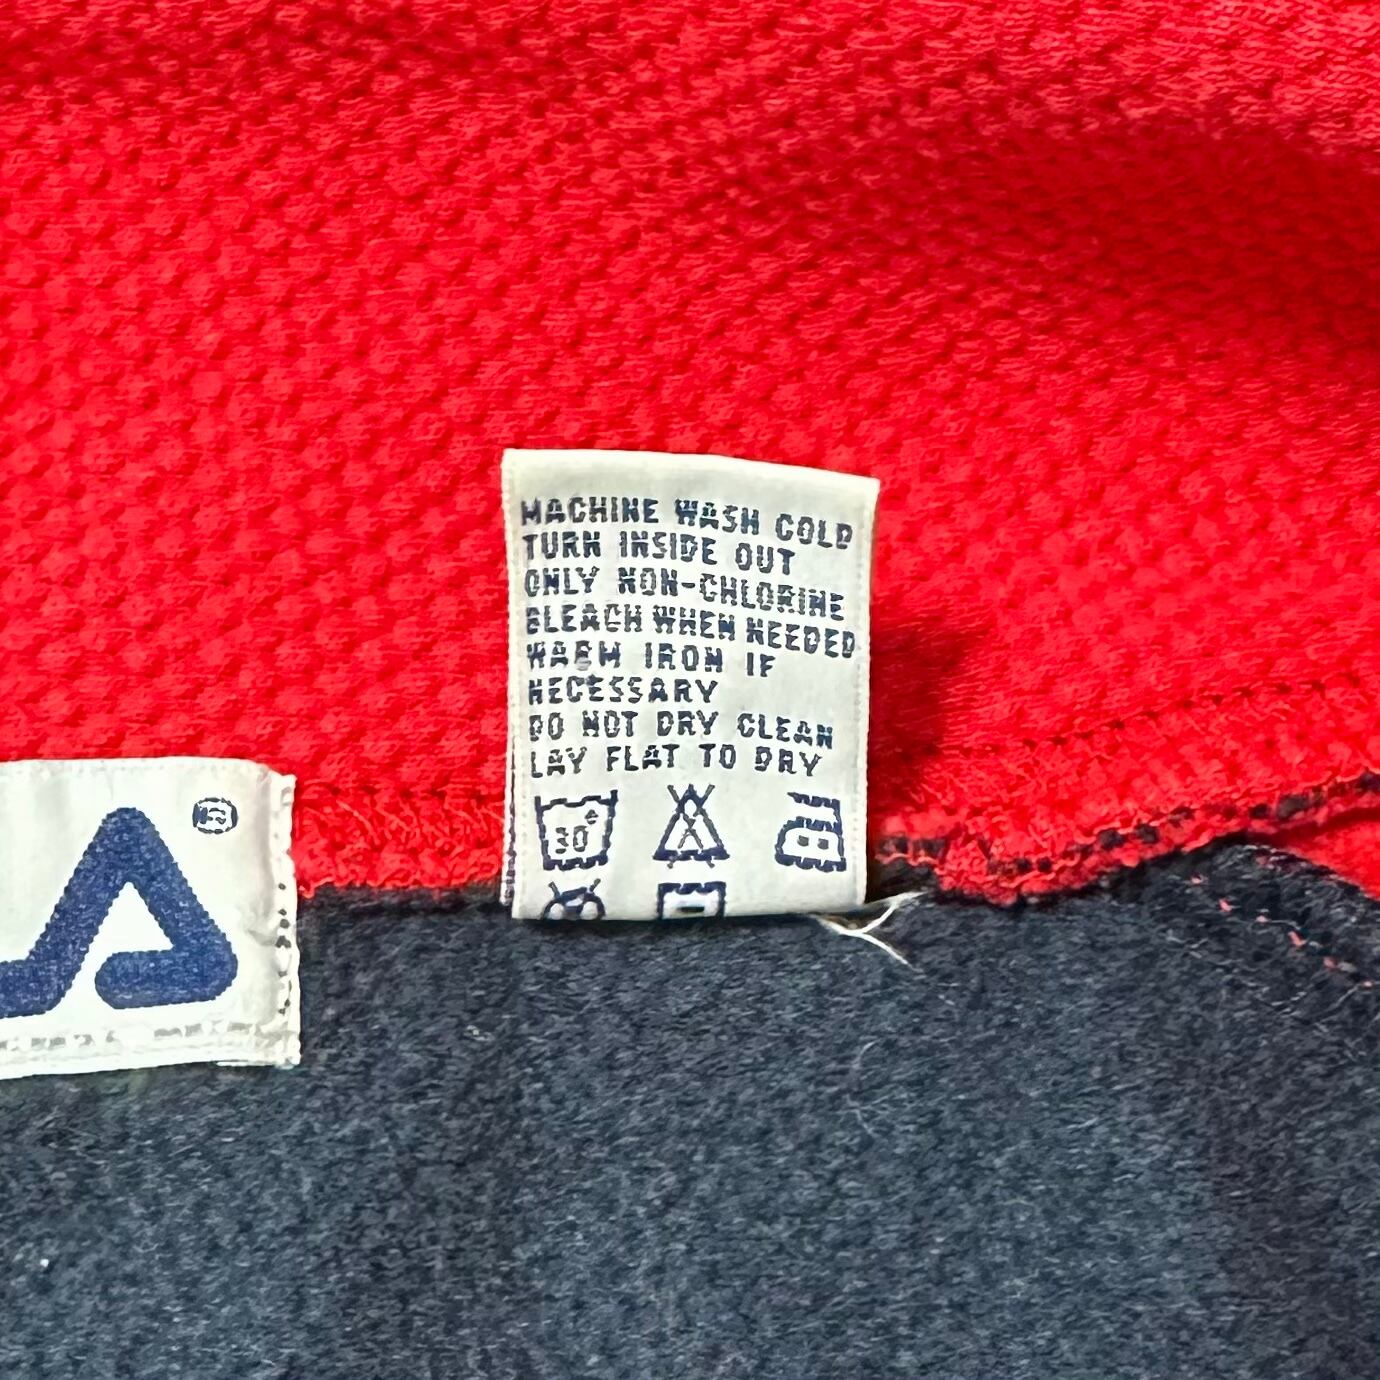 MACHINE WASH COLD
TURN INSIDE OUT
ONLY NON-CHLORINE
BLEACH WHEN NEEDED
WARM IRON IF
NECESSARY
DO NOT DRY CLEAN
LAY FLAT TO DRY
30°
®